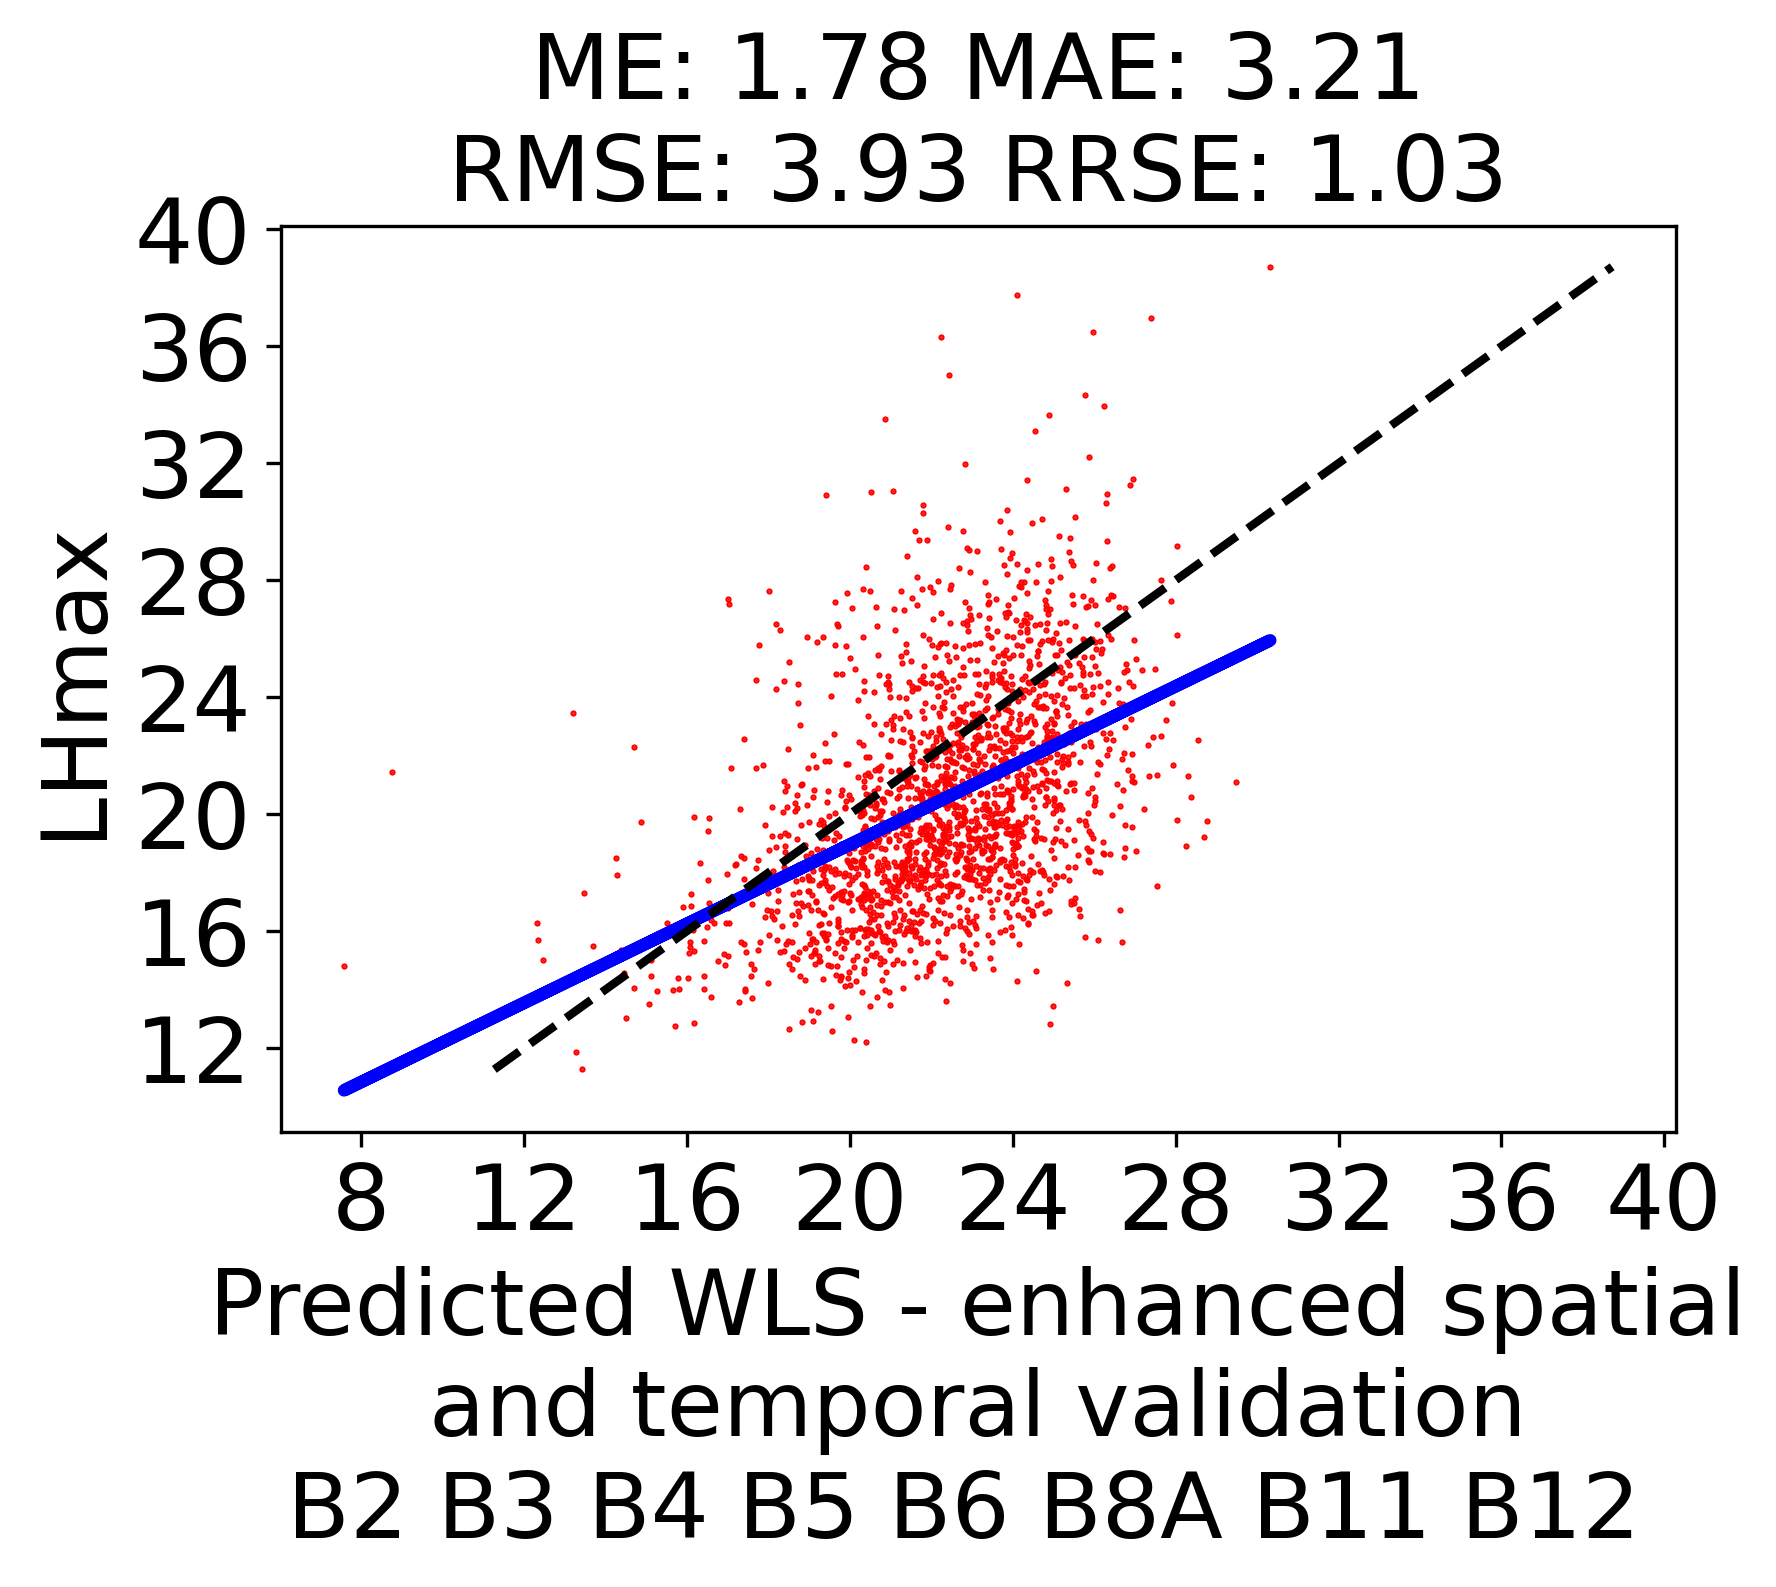 ME: 1.78 MAE: 3.21
RMSE: 3.93 RRSE: 1.03
40
36
32
28
24
20
16
12
LHmax
8 12 16 20 24 28 32 36 40
Predicted WLS - enhanced spatial
and temporal validation
B2 B3 B4 B5 B6 B8A B11 B12